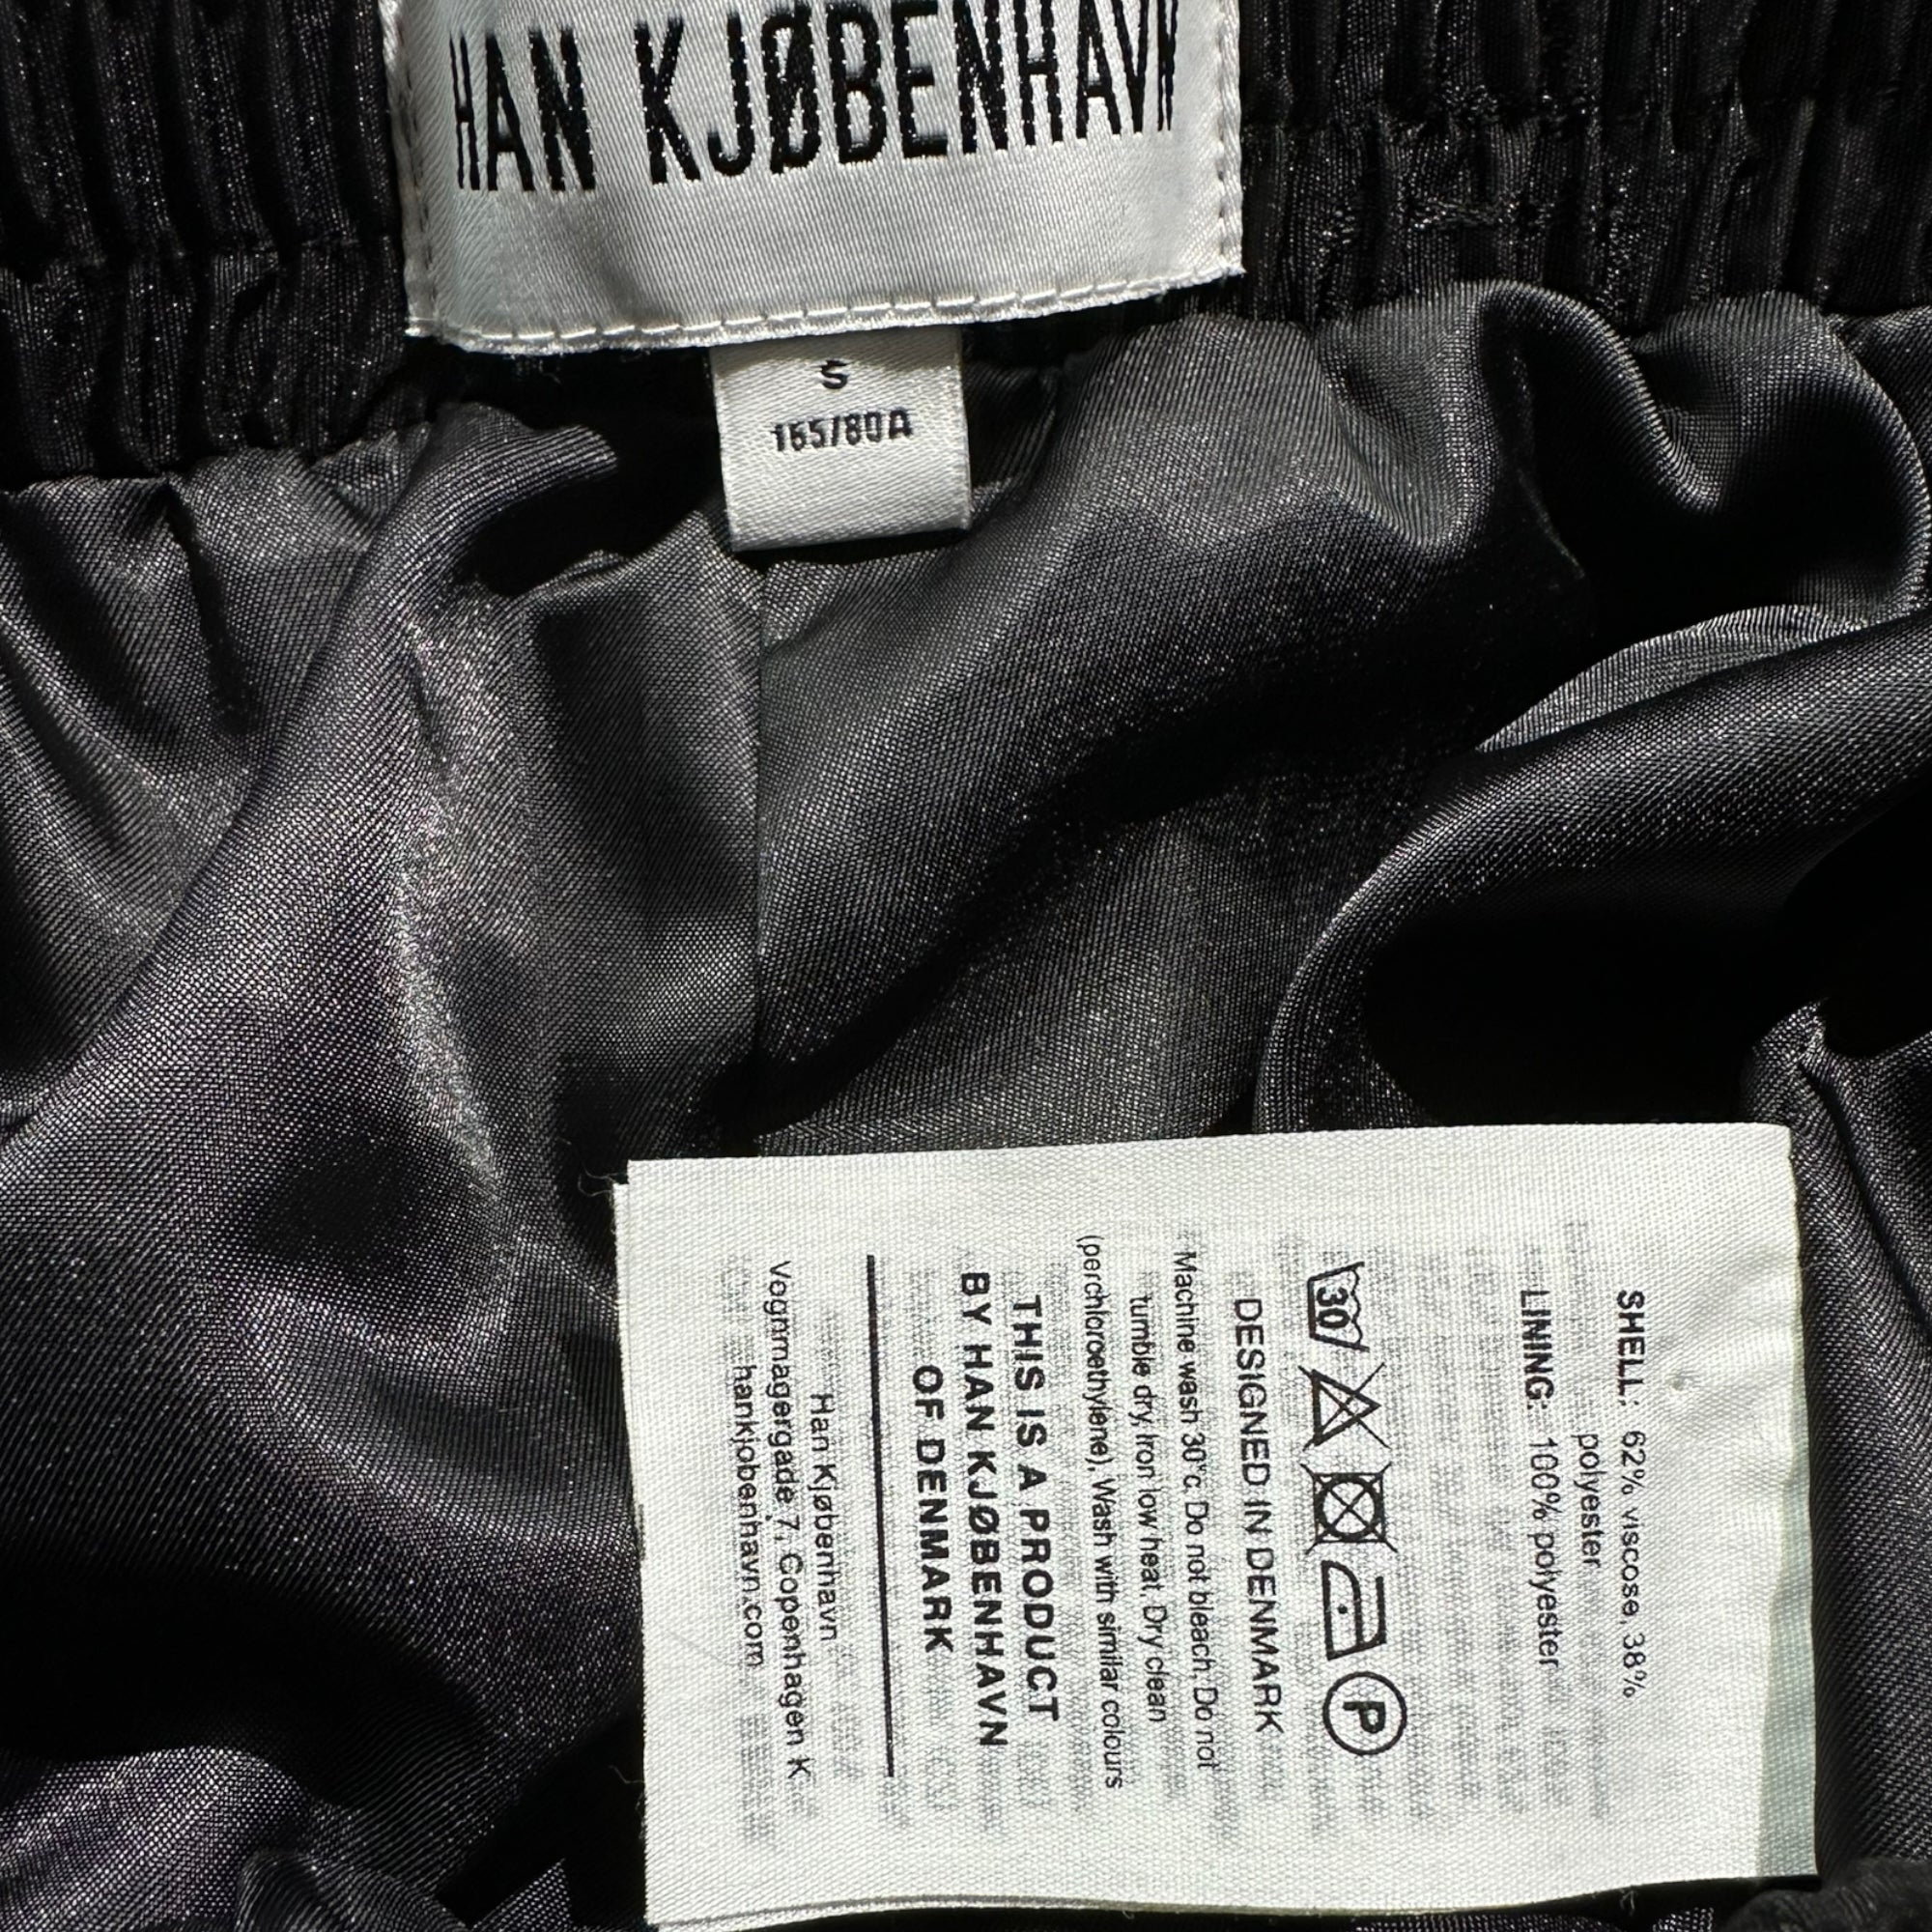 HAN KJØBENHAVN
S
165/80A
SHELL: 62% viscose, 38%
polyester
LINING: 100% polyester
30 P
DESIGNED IN DENMARK
Machine wash 30°c. Do not bleach. Do not
tumble dry, Iron low heat, Dry clean
(perchloroethylene), Wash with similar colours
THIS IS A PRODUCT
BY HAN KJØBENHAVN
OF DENMARK
Han Kjøbenhavn
Vognmagergade 7, Copenhagen K.
hankjobenhavn.com